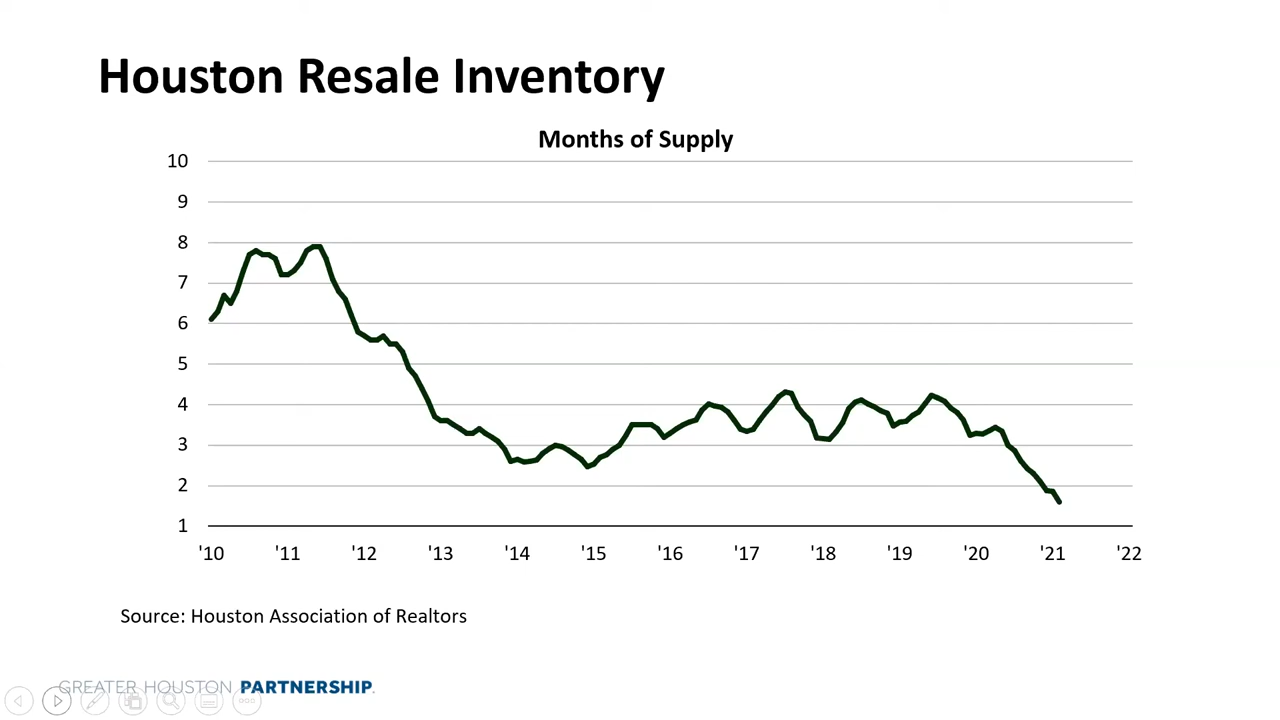 Houston Resale Inventory
Months of Supply
10
9
8
7
6
5
4
3
2
1
'10 '11 '12 '13 '14 '15 '16 '17 '18 '19 '20 '21 '22
Source: Houston Association of Realtors
GREATER HOUSTON PARTNERSHIP.